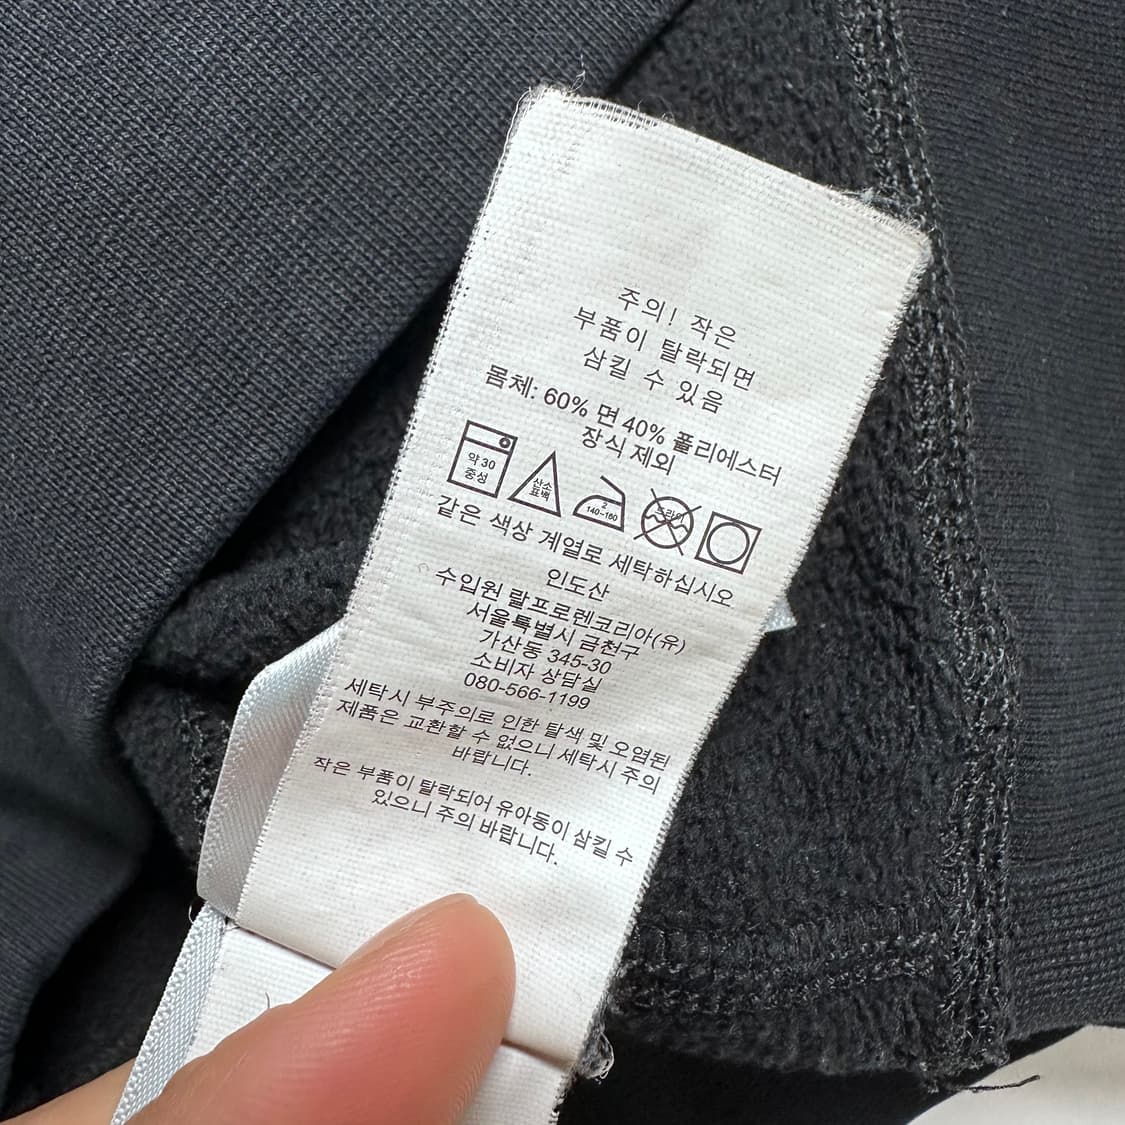 주의! 작은
부품이 탈락되면
삼킬 수 있음
몸체: 60% 면 40% 폴리에스터
장식 제외
약 30
중성
산소
표백
2
140~160
드라이
같은 색상 계열로 세탁하십시오
인도산
수입원 랄프로렌코리아(유)
서울특별시 금천구
가산동 345-30
소비자 상담실
080-566-1199
세탁시 부주의로 인한 탈색 및 오염된
제품은 교환할 수 없으니 세탁시 주의
바랍니다.
작은 부품이 탈락되어 유아동이 삼킬 수
있으니 주의 바랍니다.